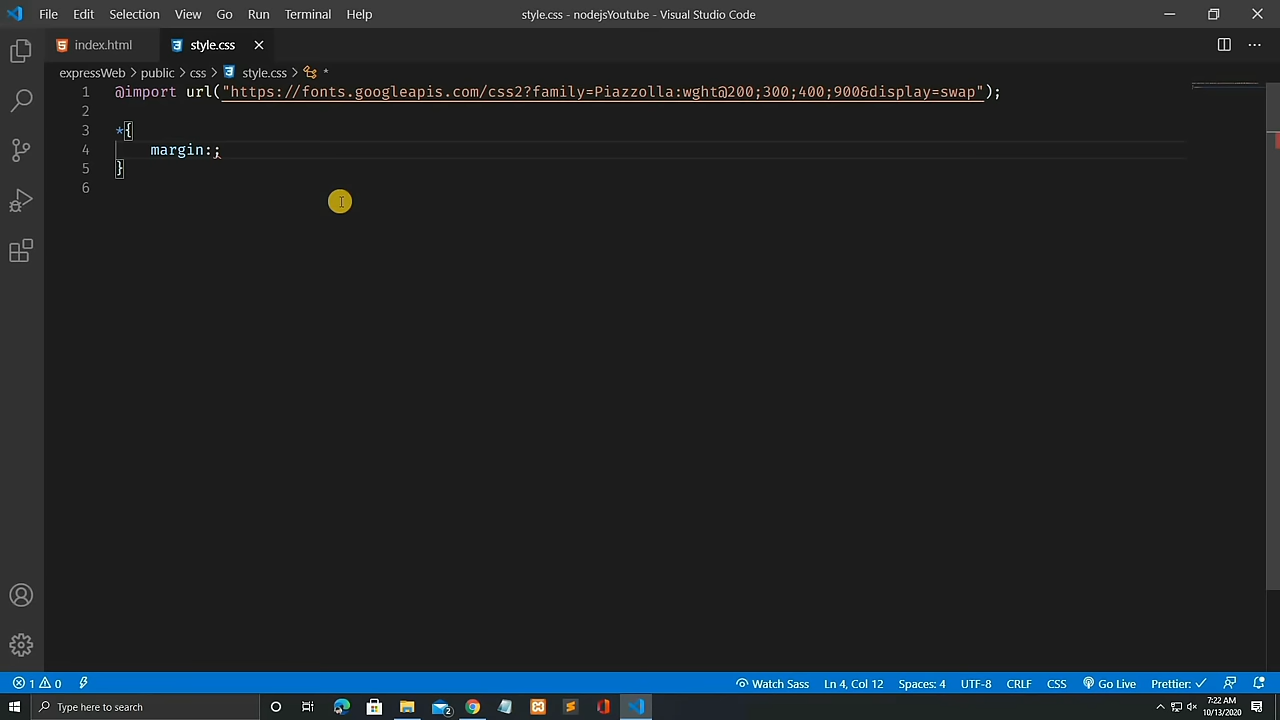 File Edit Selection View Go Run Terminal Help style.css - nodejsYoutube - Visual Studio Code
index.html style.css
expressWeb > public > css > style.css > *
1 @import url("https://fonts.googleapis.com/css2?family=Piazzolla:wght@200;300;400;900&display=swap");
2
3 *{
4 margin:;
5 }
6
1 0 Watch Sass Ln 4, Col 12 Spaces: 4 UTF-8 CRLF CSS Go Live Prettier: ✓
Type here to search 2 7:22 AM
10/13/2020